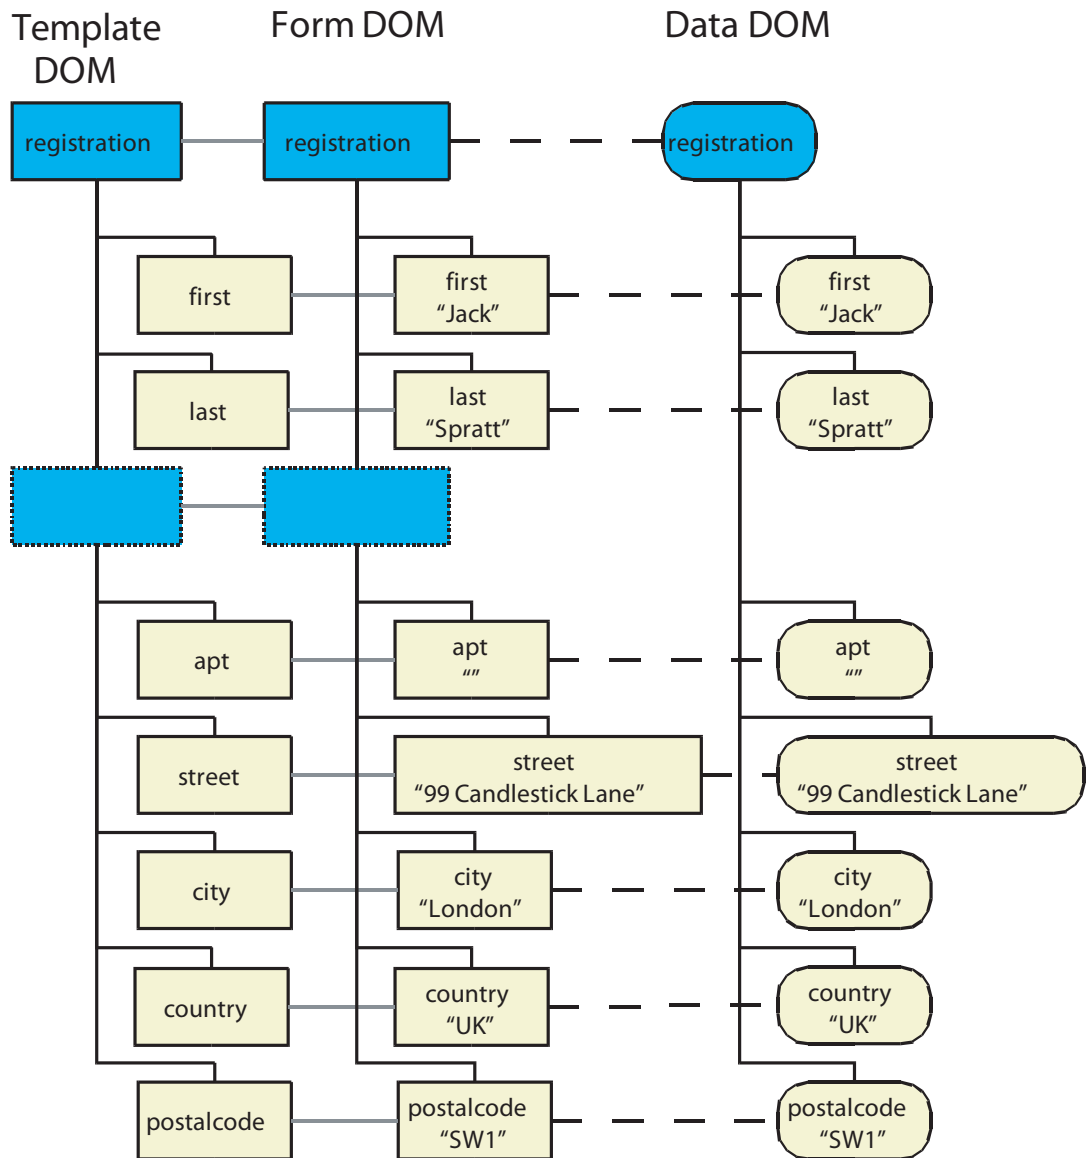 Template
DOM
Form DOM
Data DOM
registration
registration
registration
first
first
“Jack”
first
“Jack”
last
last
“Spratt”
last
“Spratt”
apt
apt
“”
apt
“”
street
street
“99 Candlestick Lane”
street
“99 Candlestick Lane”
city
city
“London”
city
“London”
country
country
“UK”
country
“UK”
postalcode
postalcode
“SW1”
postalcode
“SW1”